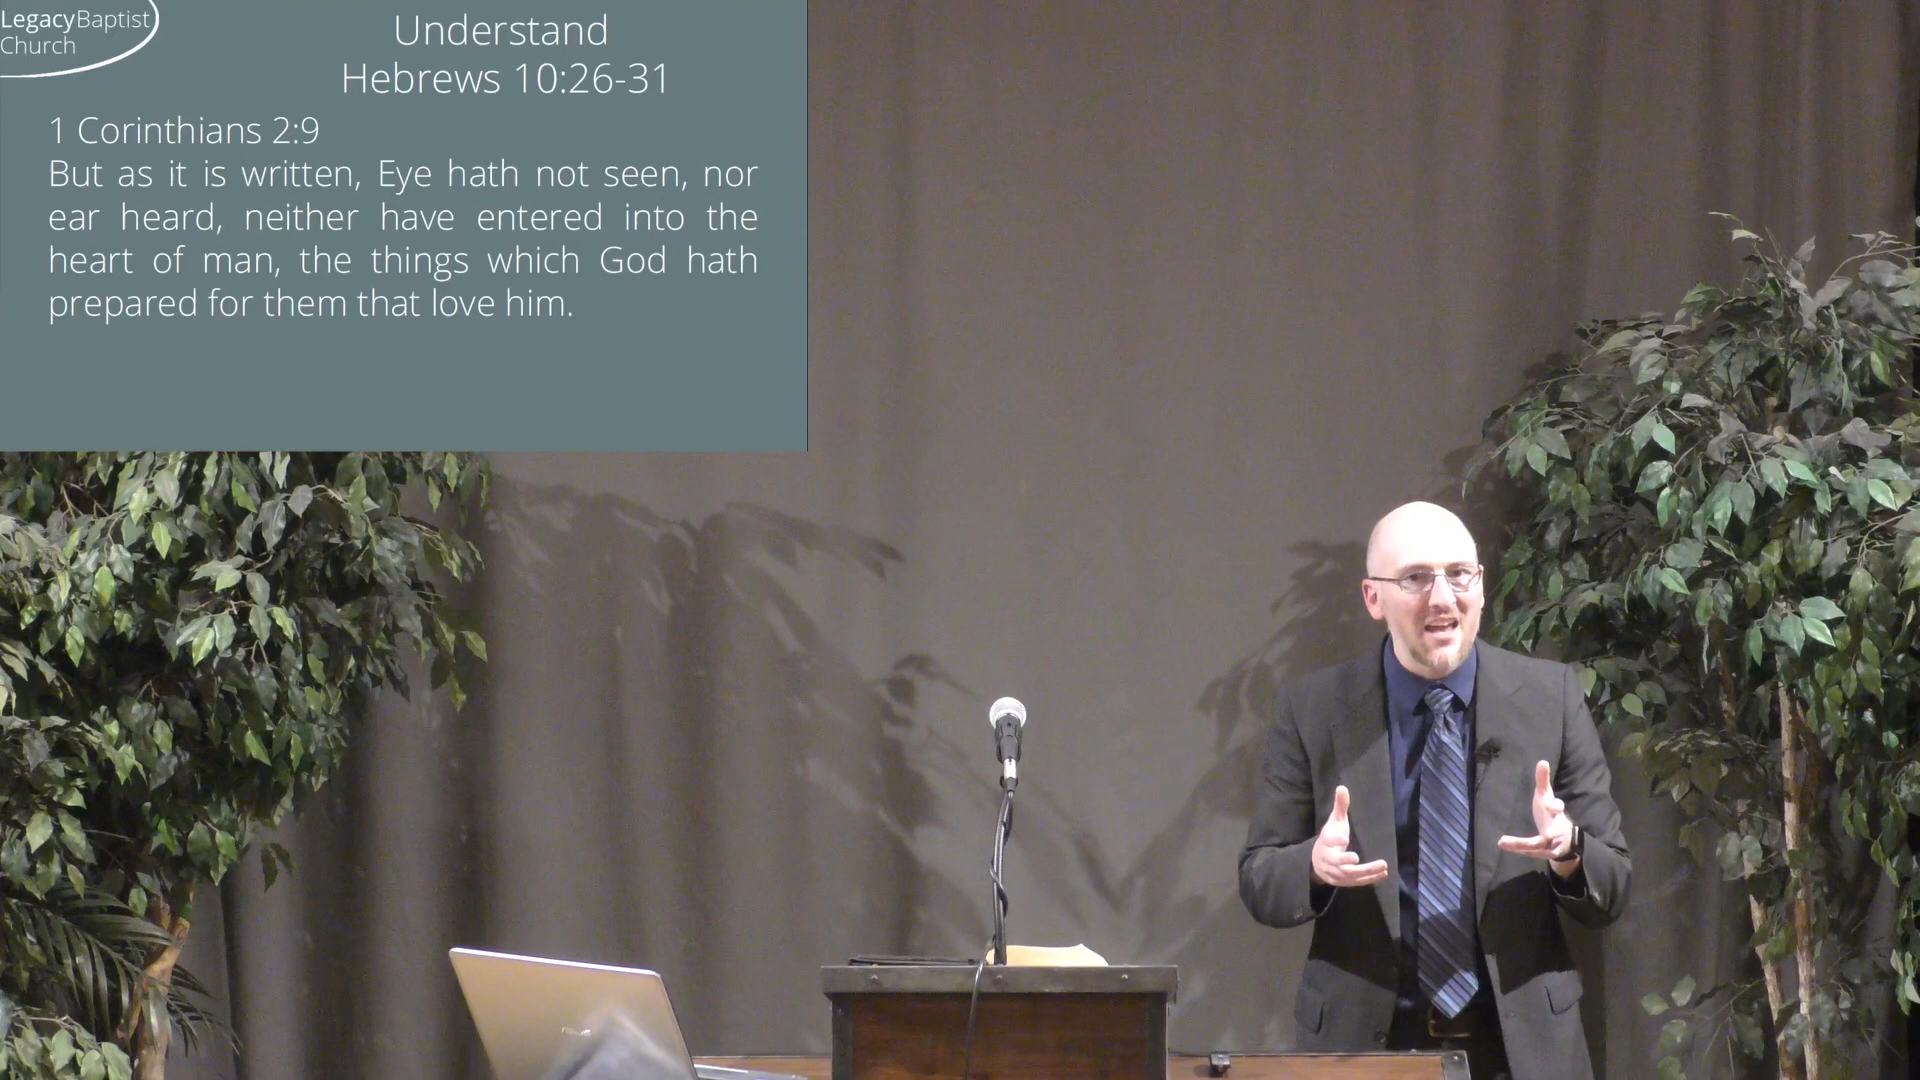 LegacyBaptist
Church
Understand
Hebrews 10:26-31
1 Corinthians 2:9
But as it is written, Eye hath not seen, nor
ear heard, neither have entered into the
heart of man, the things which God hath
prepared for them that love him.